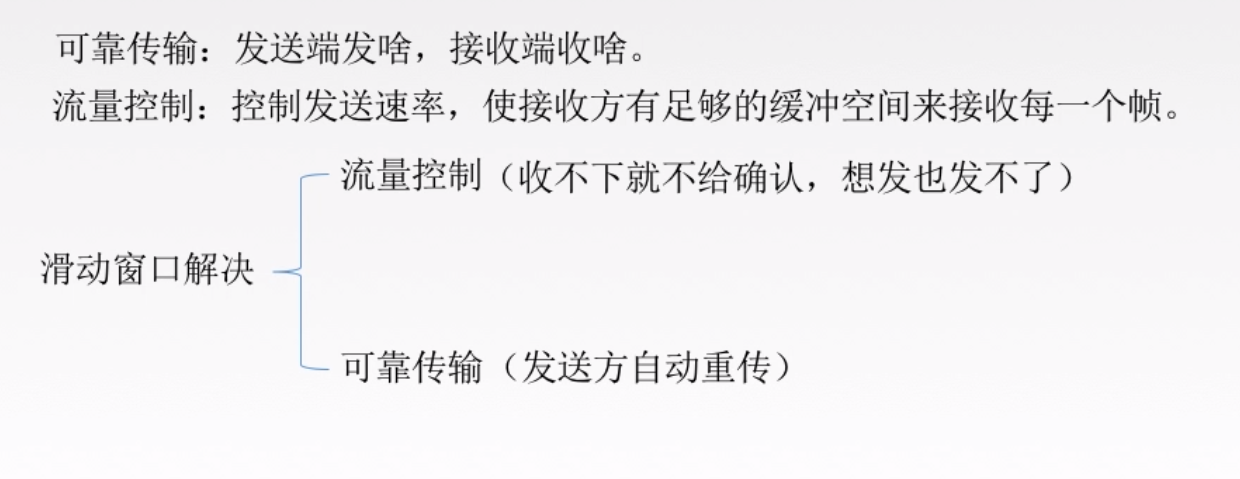 可靠传输：发送端发啥，接收端收啥。
流量控制：控制发送速率，使接收方有足够的缓冲空间来接收每一个帧。
流量控制（收不下就不给确认，想发也发不了）
滑动窗口解决
可靠传输（发送方自动重传）